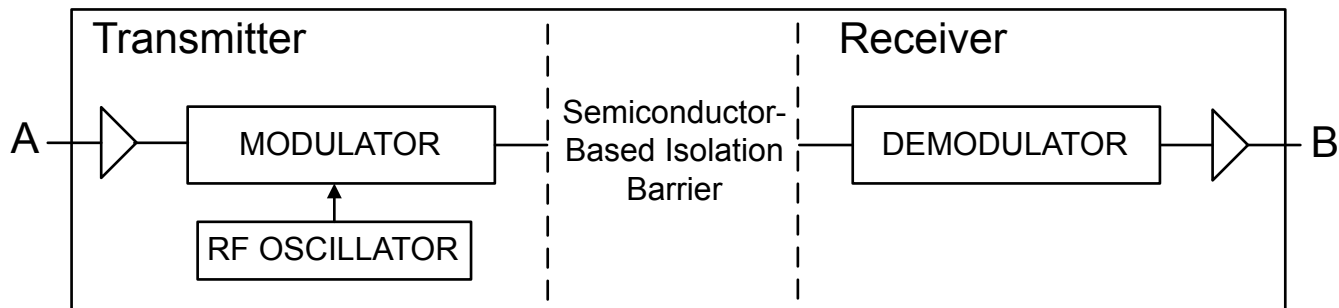 Transmitter
Receiver
A
MODULATOR
Semiconductor-
Based Isolation
Barrier
DEMODULATOR
B
RF OSCILLATOR